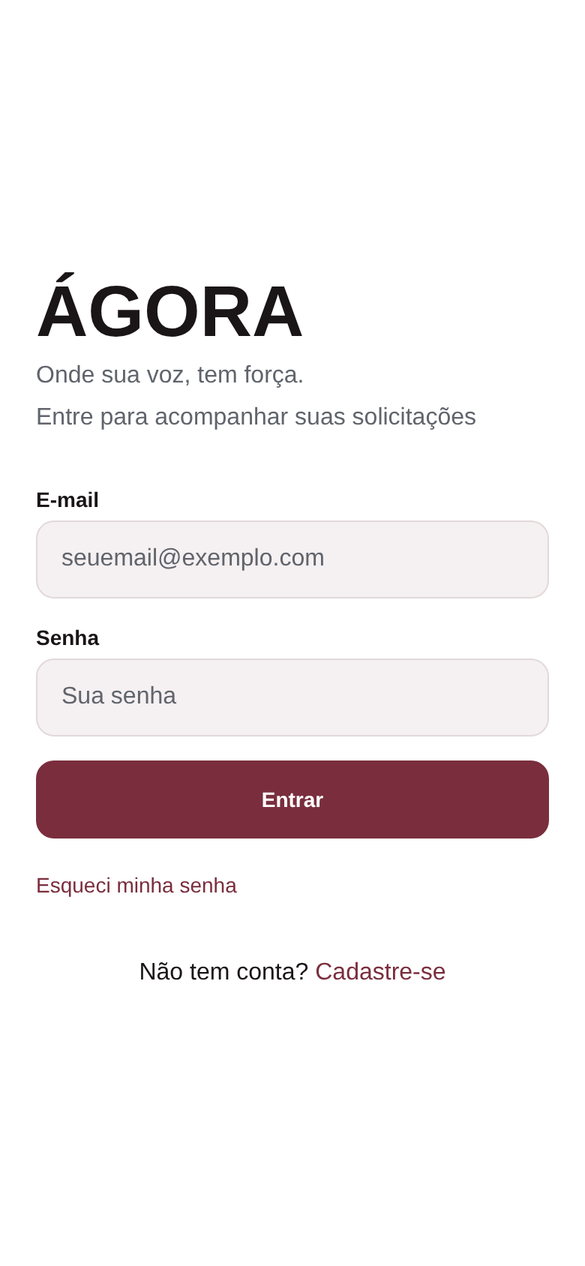 ÁGORA
Onde sua voz, tem força.
Entre para acompanhar suas solicitações
E-mail
seuemail@exemplo.com
Senha
Sua senha
Entrar
Esqueci minha senha
Não tem conta? Cadastre-se